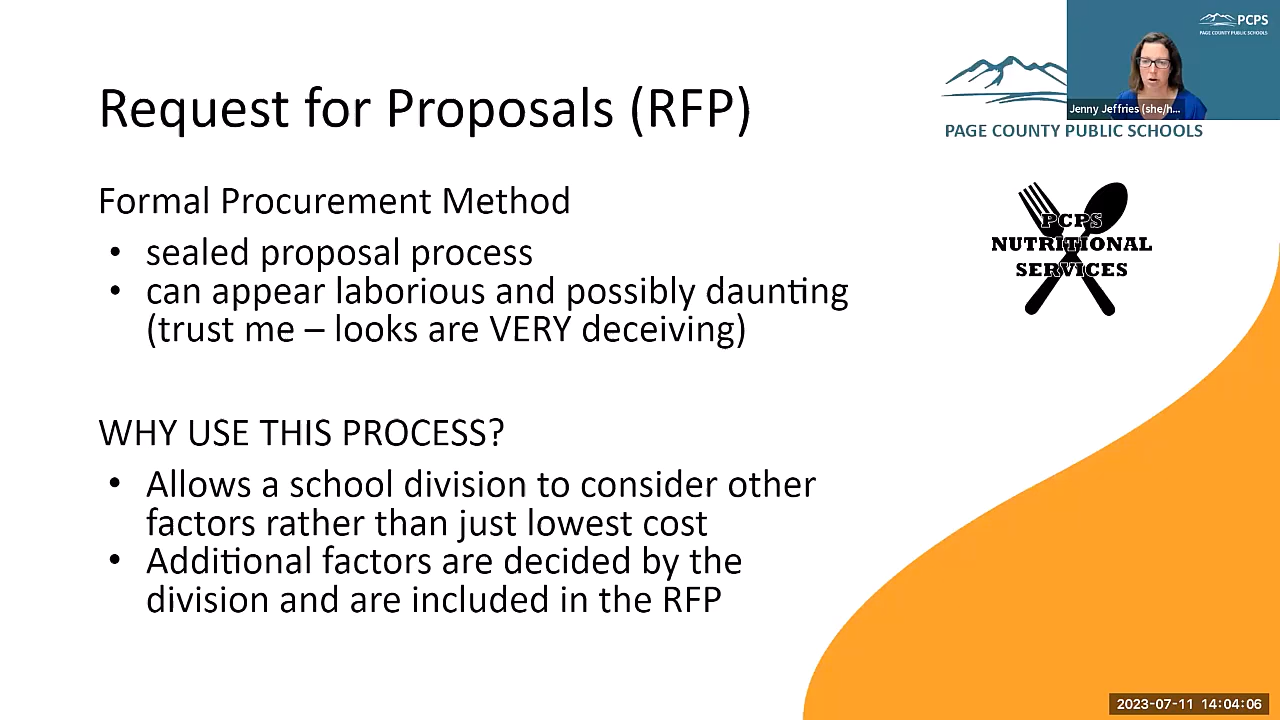 Request for Proposals (RFP)
Formal Procurement Method
• sealed proposal process
• can appear laborious and possibly daunting
(trust me – looks are VERY deceiving)
WHY USE THIS PROCESS?
• Allows a school division to consider other
factors rather than just lowest cost
• Additional factors are decided by the
division and are included in the RFP
PCPS
PAGE COUNTY PUBLIC SCHOOLS
Jenny Jeffries (she/h...
PAGE COUNTY PUBLIC SCHOOLS
PCPS
NUTRITIONAL
SERVICES
2023-07-11 14:04:06